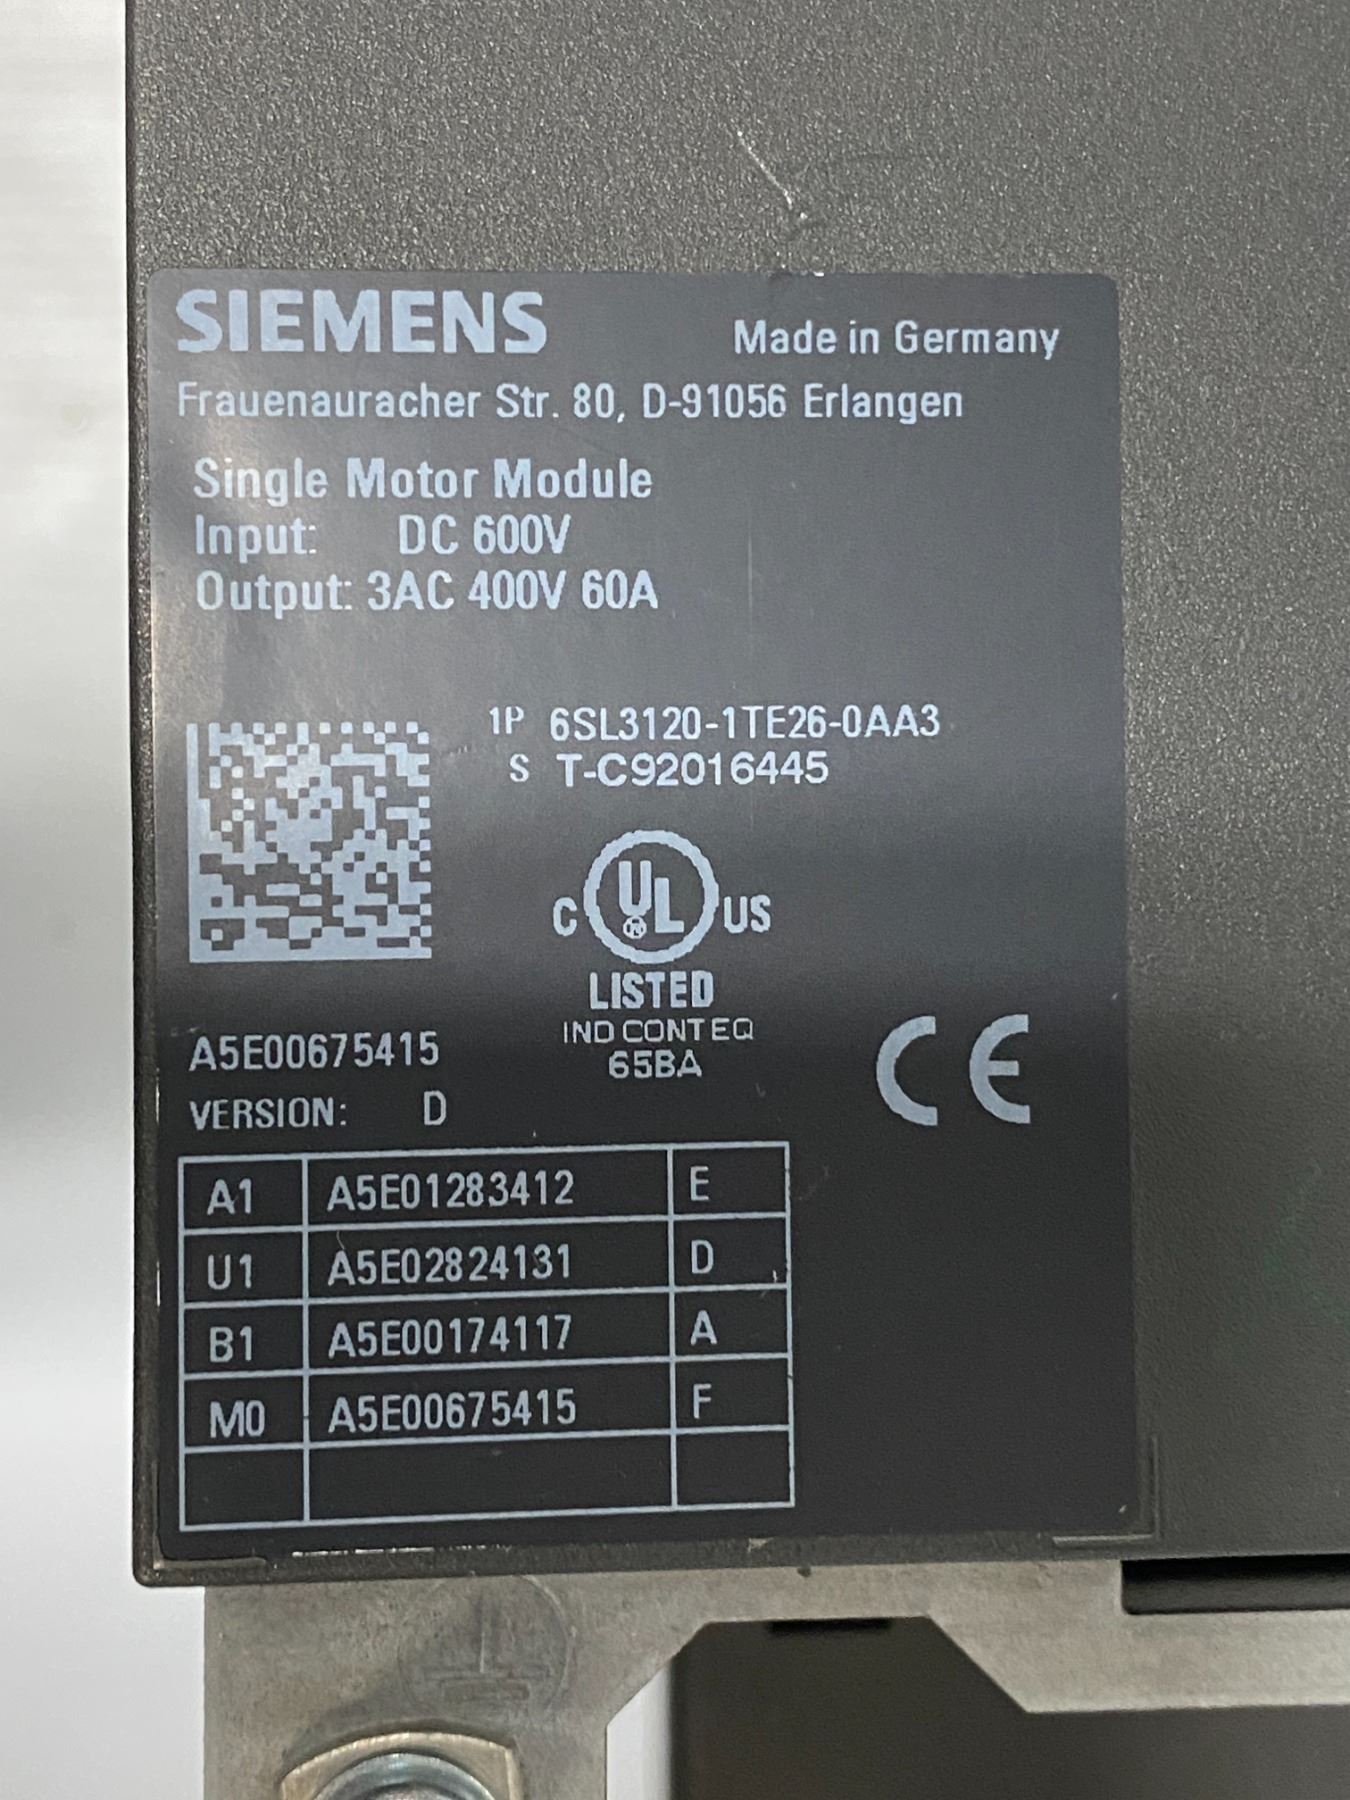 SIEMENS Made in Germany
Frauenauracher Str. 80, D-91056 Erlangen
Single Motor Module
Input: DC 600V
Output: 3AC 400V 60A
1P 6SL3120-1TE26-0AA3
S T-C92016445
C UL US
®
LISTED
IND CONT EQ
65BA
CE
A5E00675415
VERSION: D
A1 A5E01283412 E
U1 A5E02824131 D
B1 A5E00174117 A
M0 A5E00675415 F